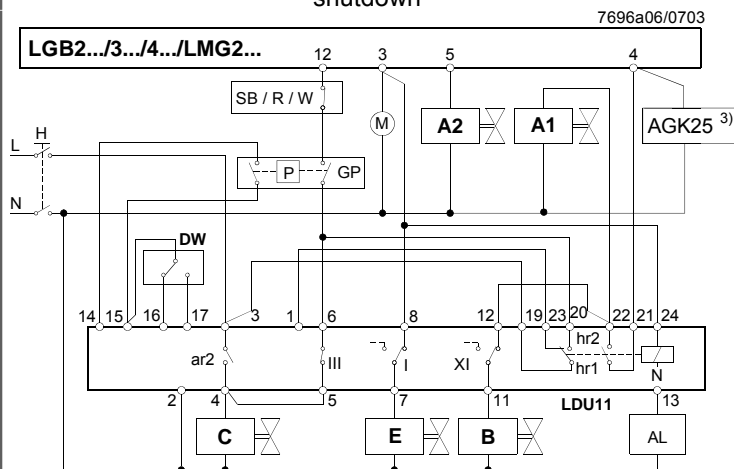 shutdown
7696a06/0703
LGB2.../3.../4.../LMG2...
12 3 5 4
SB / R / W
M A2 A1 AGK25 3)
L H
P GP
N
DW
14 15 16 17 3 1 6 8 12 19 23 20 22 21 24
ar2 III I XI hr2
hr1 N
2 4 5 7 11 LDU11 13
C E B AL